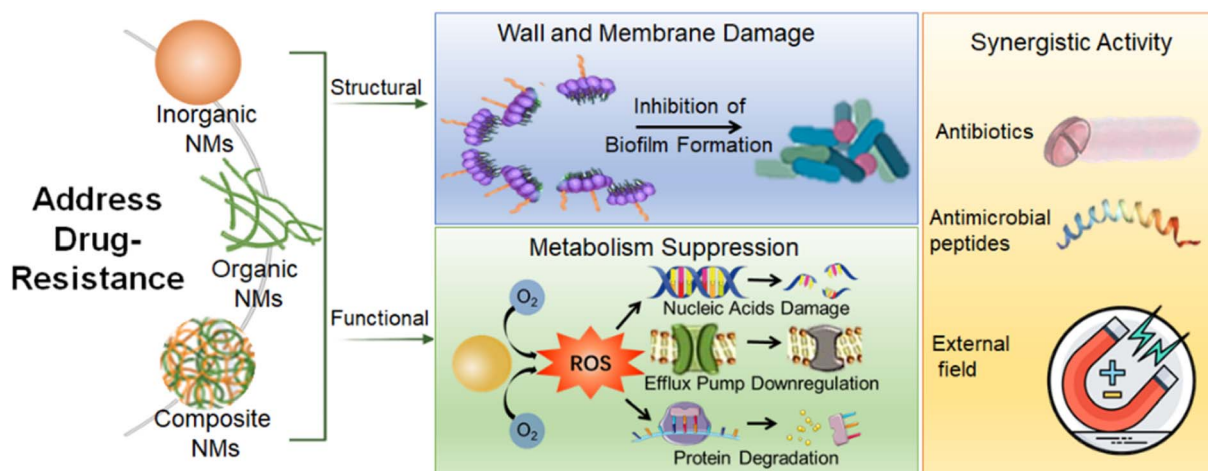 Address
Drug-
Resistance
Inorganic
NMs
Organic
NMs
Composite
NMs
Structural
Functional
Wall and Membrane Damage
Inhibition of
Biofilm Formation
Metabolism Suppression
O2
O2
ROS
Nucleic Acids Damage
Efflux Pump Downregulation
Protein Degradation
Synergistic Activity
Antibiotics
Antimicrobial
peptides
External
field